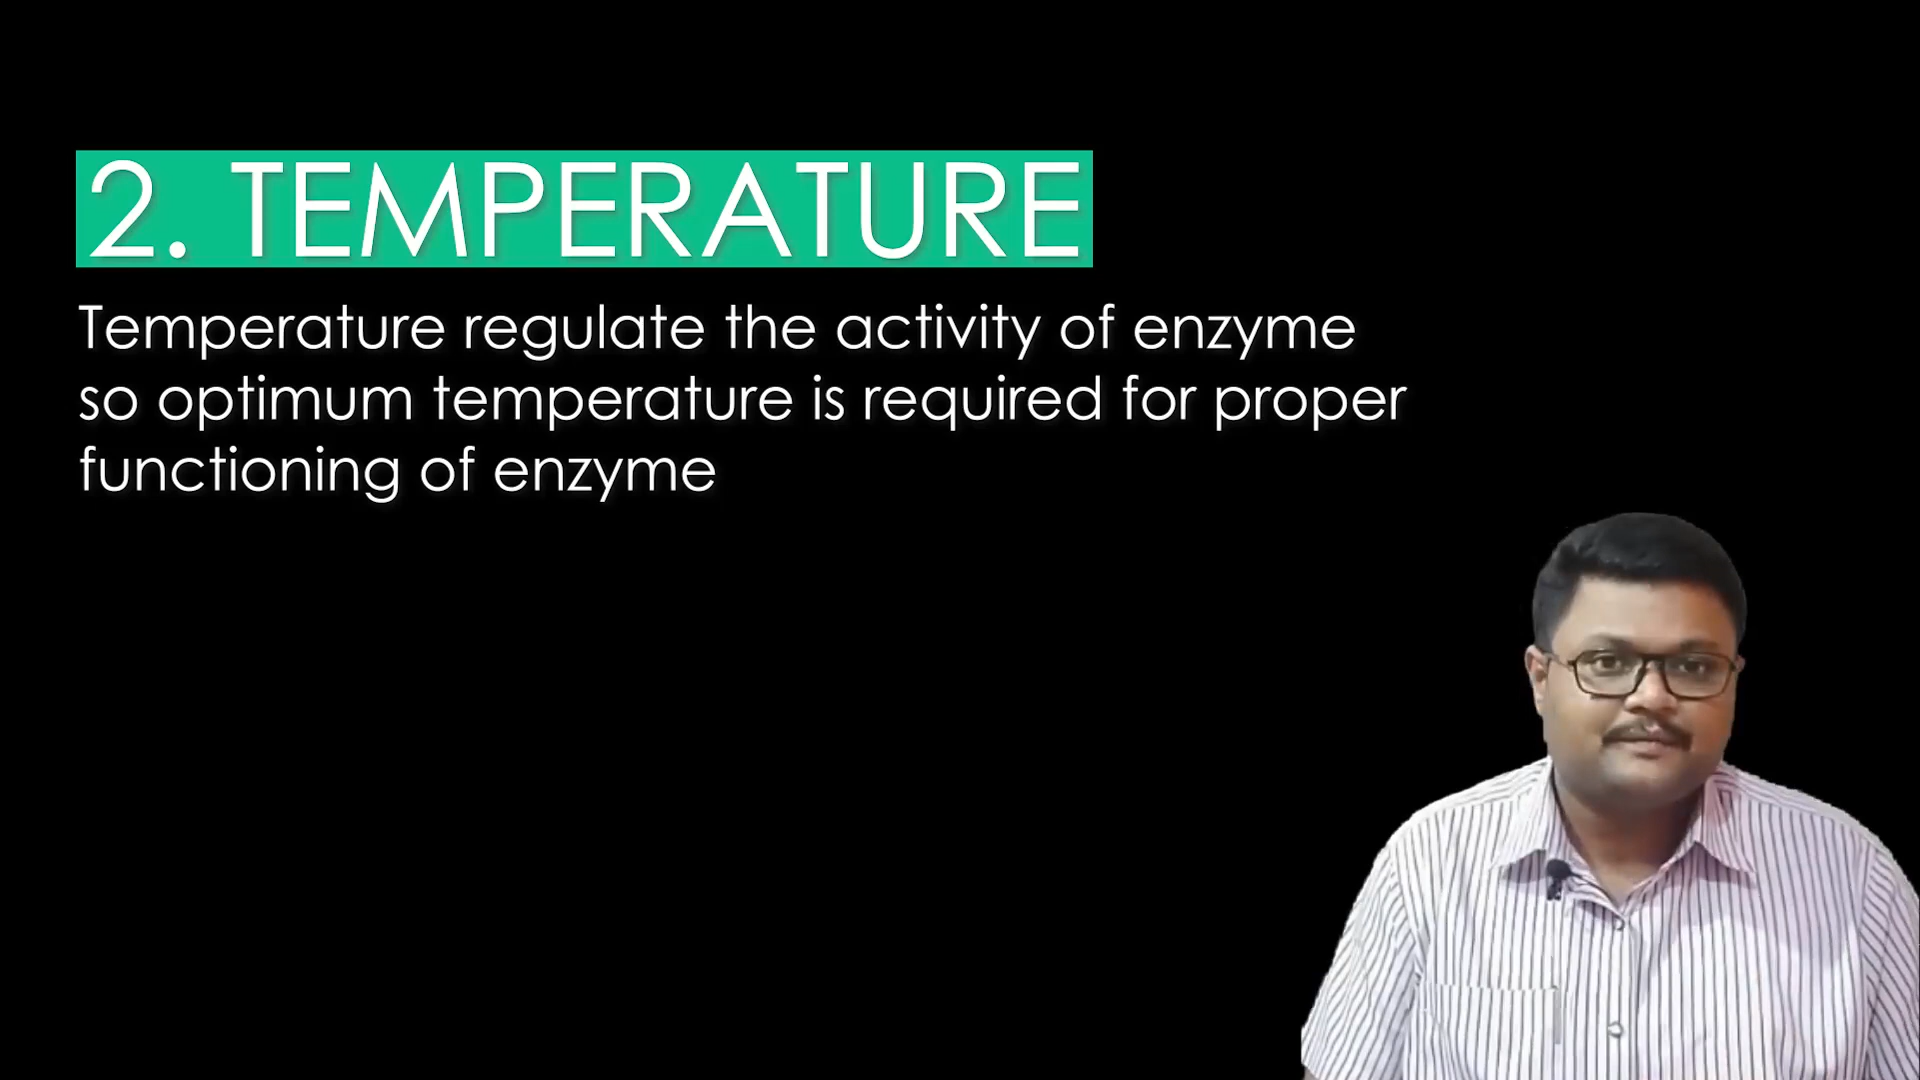 2. TEMPERATURE
Temperature regulate the activity of enzyme
so optimum temperature is required for proper
functioning of enzyme